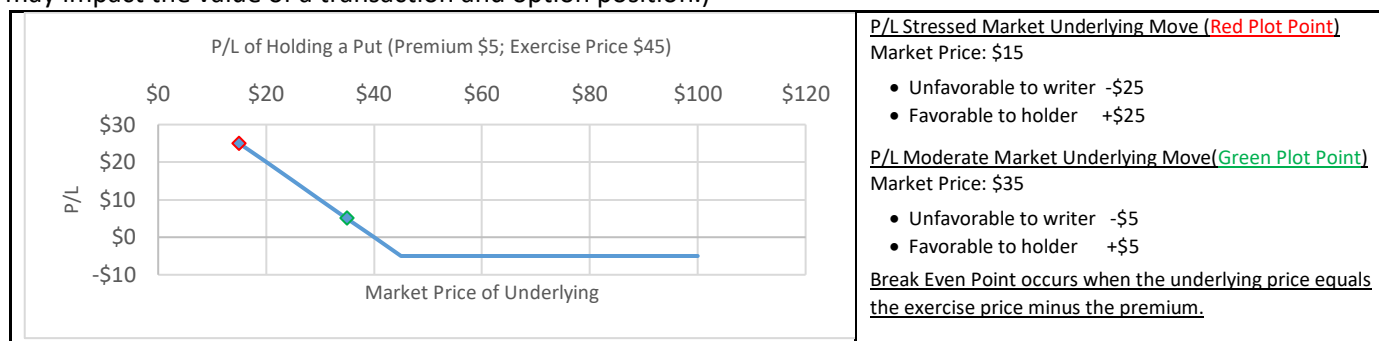 may impact the value of a transaction and option position.)
P/L of Holding a Put (Premium $5; Exercise Price $45)
$0 $20 $40 $60 $80 $100 $120
$30
$20
$10
$0
-$10
P/L
Market Price of Underlying
P/L Stressed Market Underlying Move (Red Plot Point)
Market Price: $15
• Unfavorable to writer -$25
• Favorable to holder +$25
P/L Moderate Market Underlying Move(Green Plot Point)
Market Price: $35
• Unfavorable to writer -$5
• Favorable to holder +$5
Break Even Point occurs when the underlying price equals
the exercise price minus the premium.